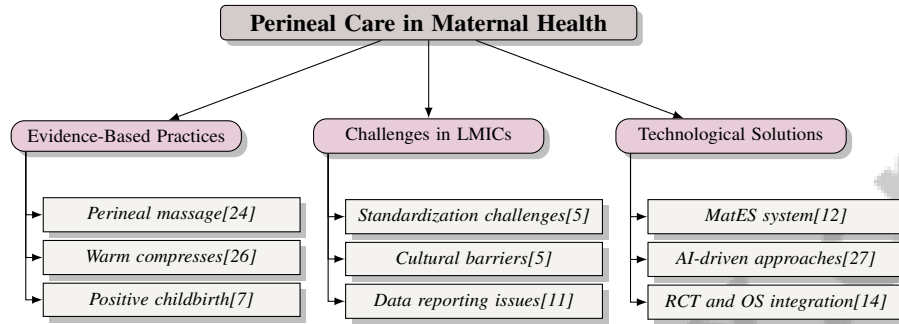 Perineal Care in Maternal Health
Evidence-Based Practices
Perineal massage[24]
Warm compresses[26]
Positive childbirth[7]
Challenges in LMICs
Standardization challenges[5]
Cultural barriers[5]
Data reporting issues[11]
Technological Solutions
MatES system[12]
AI-driven approaches[27]
RCT and OS integration[14]